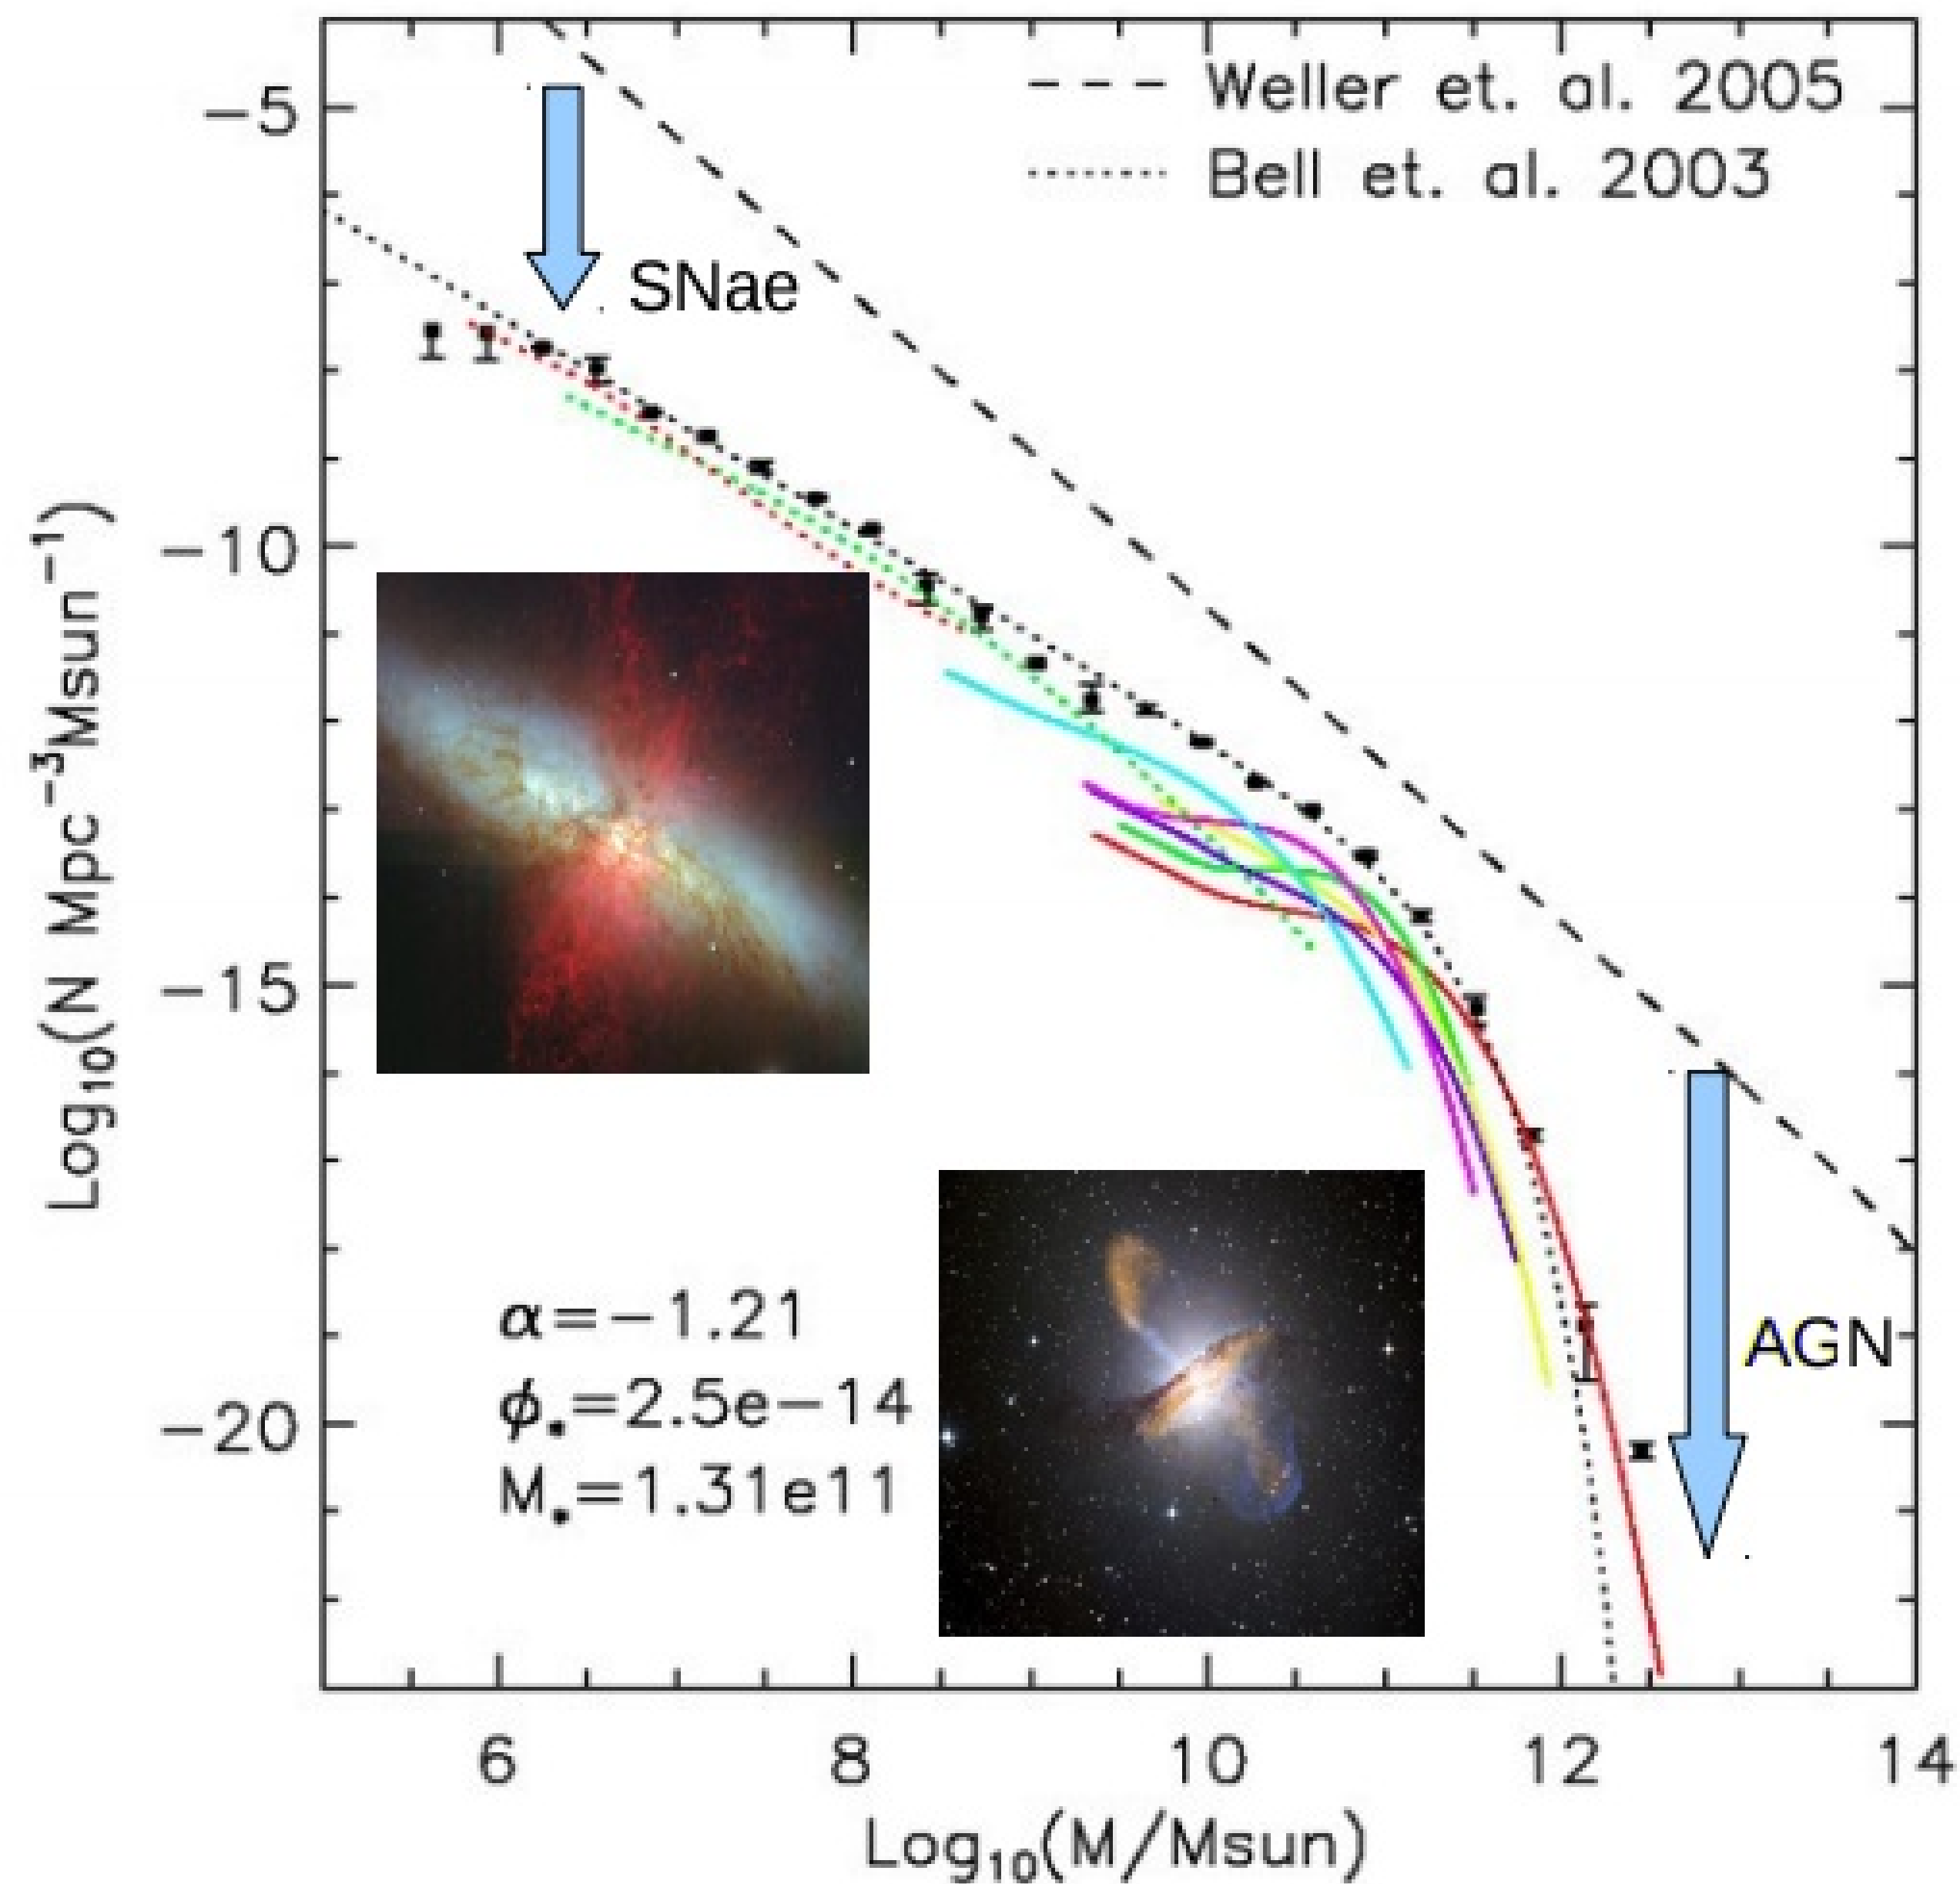 Weller et. al. 2005
Bell et. al. 2003
SNae
AGN
−5
−10
−15
−20
Log₁₀(N Mpc⁻³Msun⁻¹)
α=−1.21
ϕ•=2.5e−14
M•=1.31e11
6 8 10 12 14
Log₁₀(M/Msun)